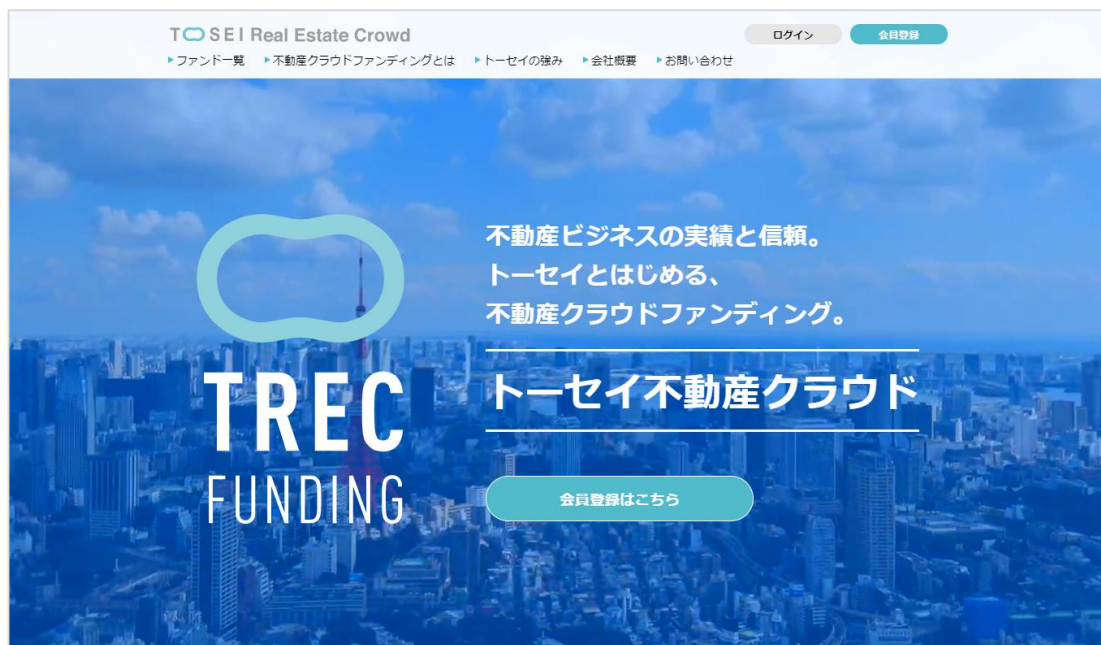 TOSEI Real Estate Crowd
ログイン
会員登録
ファンド一覧 不動産クラウドファンディングとは トーセイの強み 会社概要 お問い合わせ
不動産ビジネスの実績と信頼。
トーセイとはじめる、
不動産クラウドファンディング。
トーセイ不動産クラウド
TREC
FUNDING
会員登録はこちら